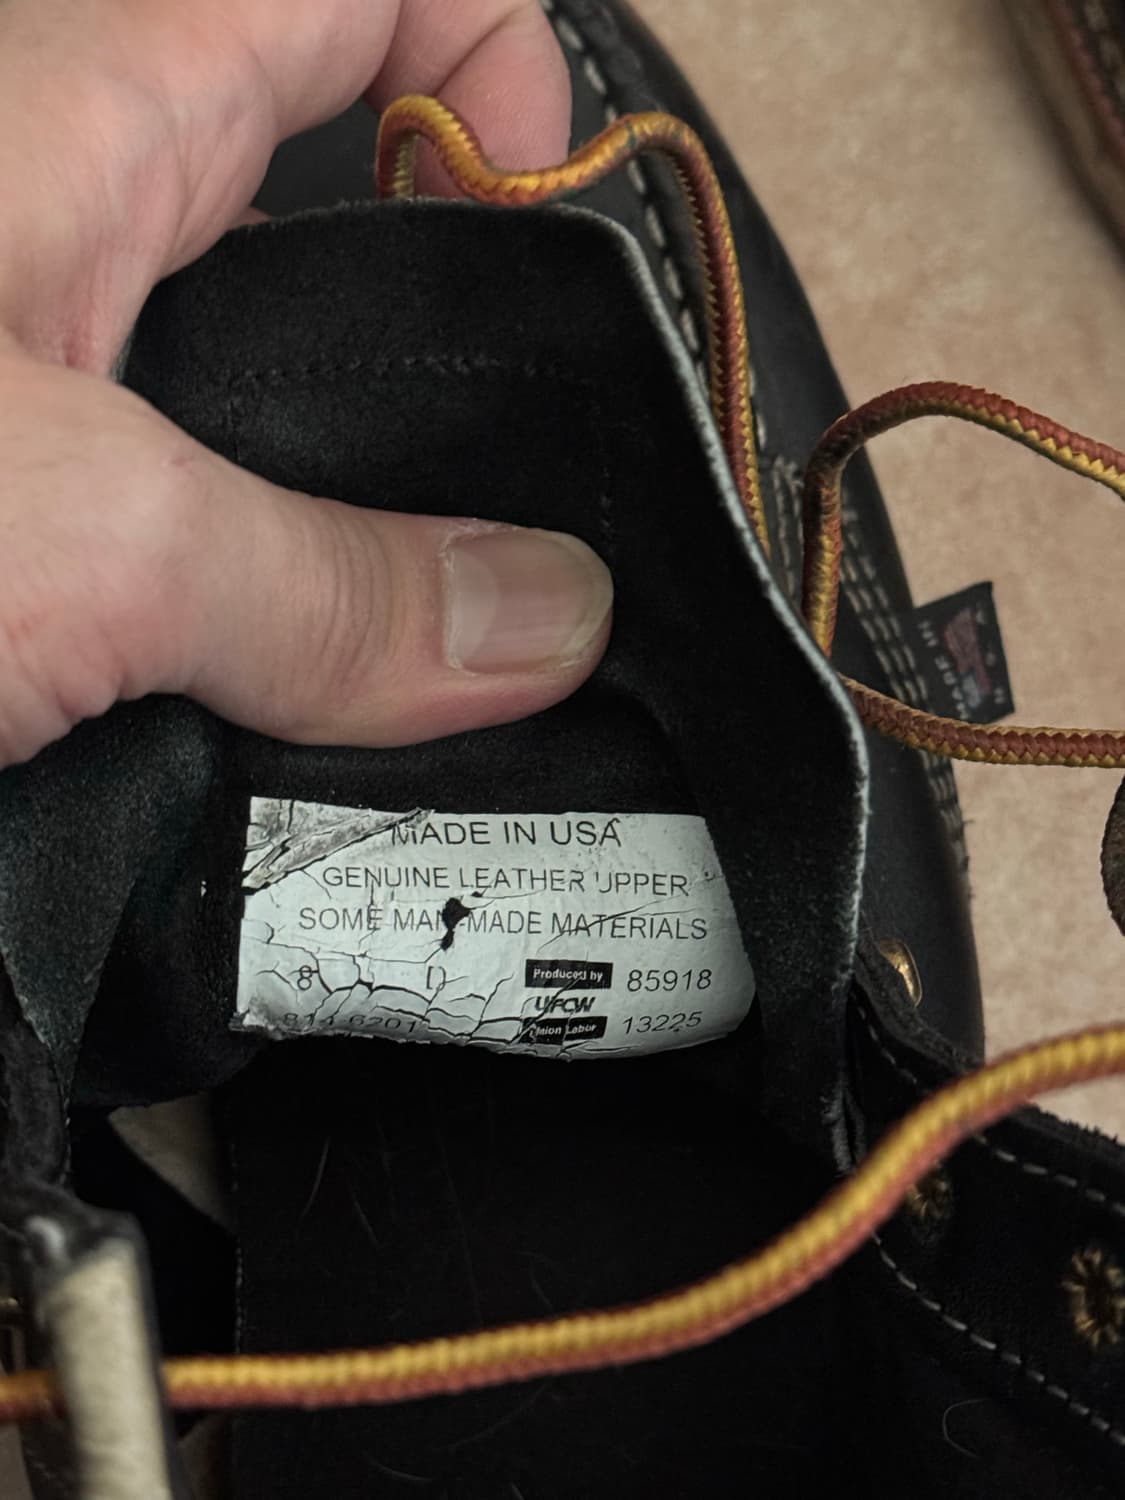 MADE IN USA
GENUINE LEATHER UPPER
SOME MAN-MADE MATERIALS
8 D Produced by 85918
UFCW
Union Labor 13225